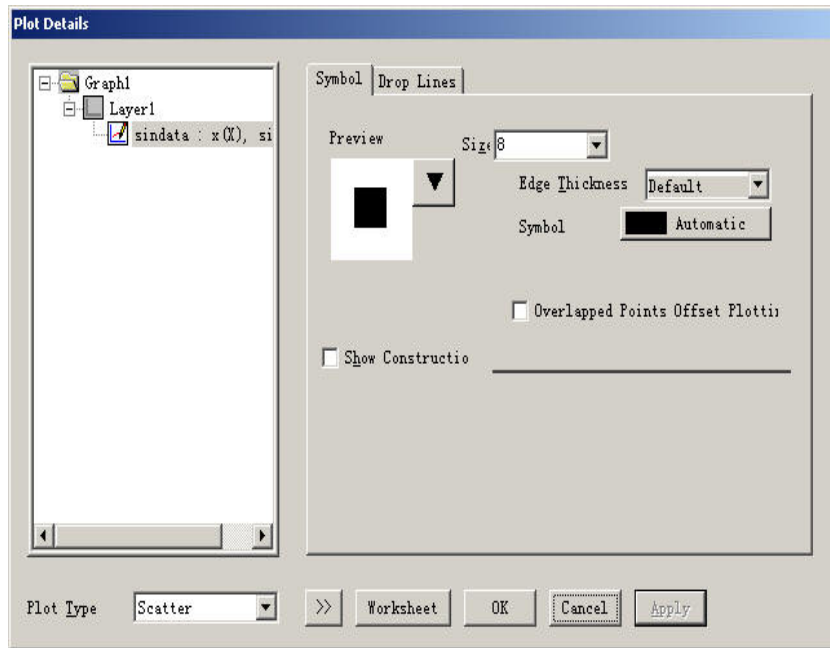 Plot Details
Graph1
Layer1
sindata : x(X), si
Symbol
Drop Lines
Preview
Size
8
Edge Thickness
Default
Symbol
Automatic
Overlapped Points Offset Plottin
Show Constructio
Plot Type
Scatter
>>
Worksheet
OK
Cancel
Apply